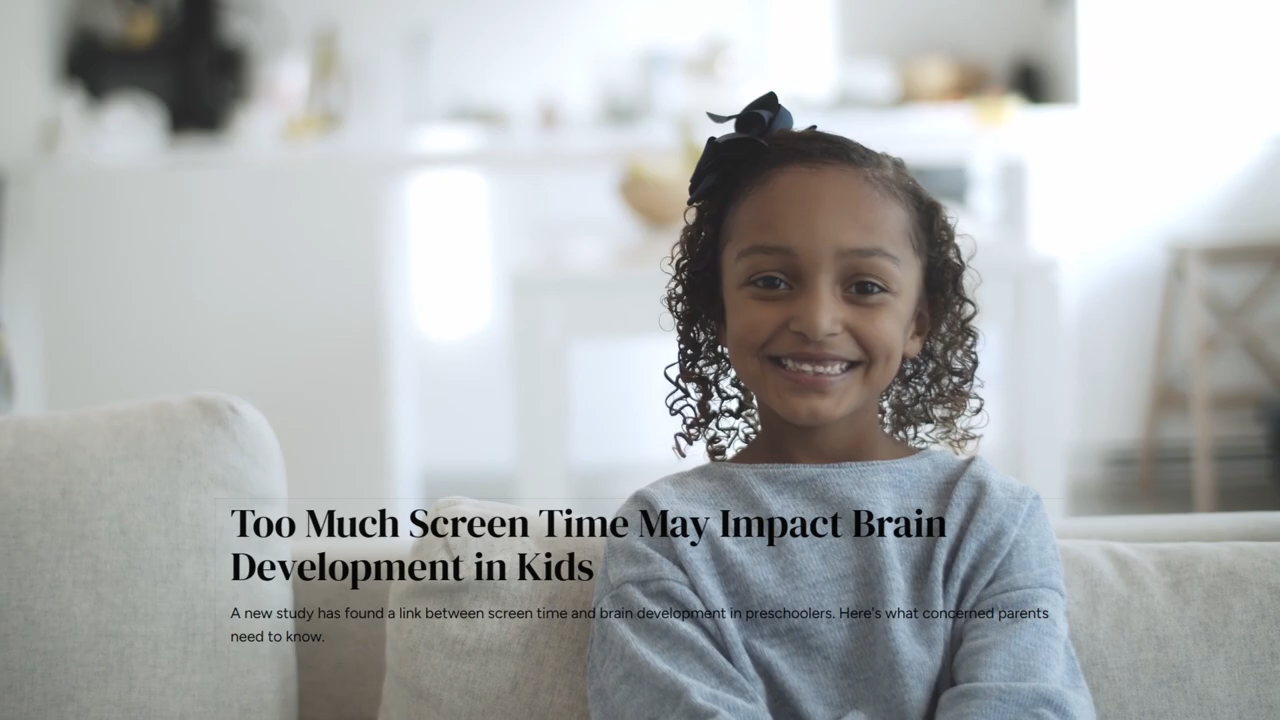 Too Much Screen Time May Impact Brain
Development in Kids
A new study has found a link between screen time and brain development in preschoolers. Here's what concerned parents
need to know.